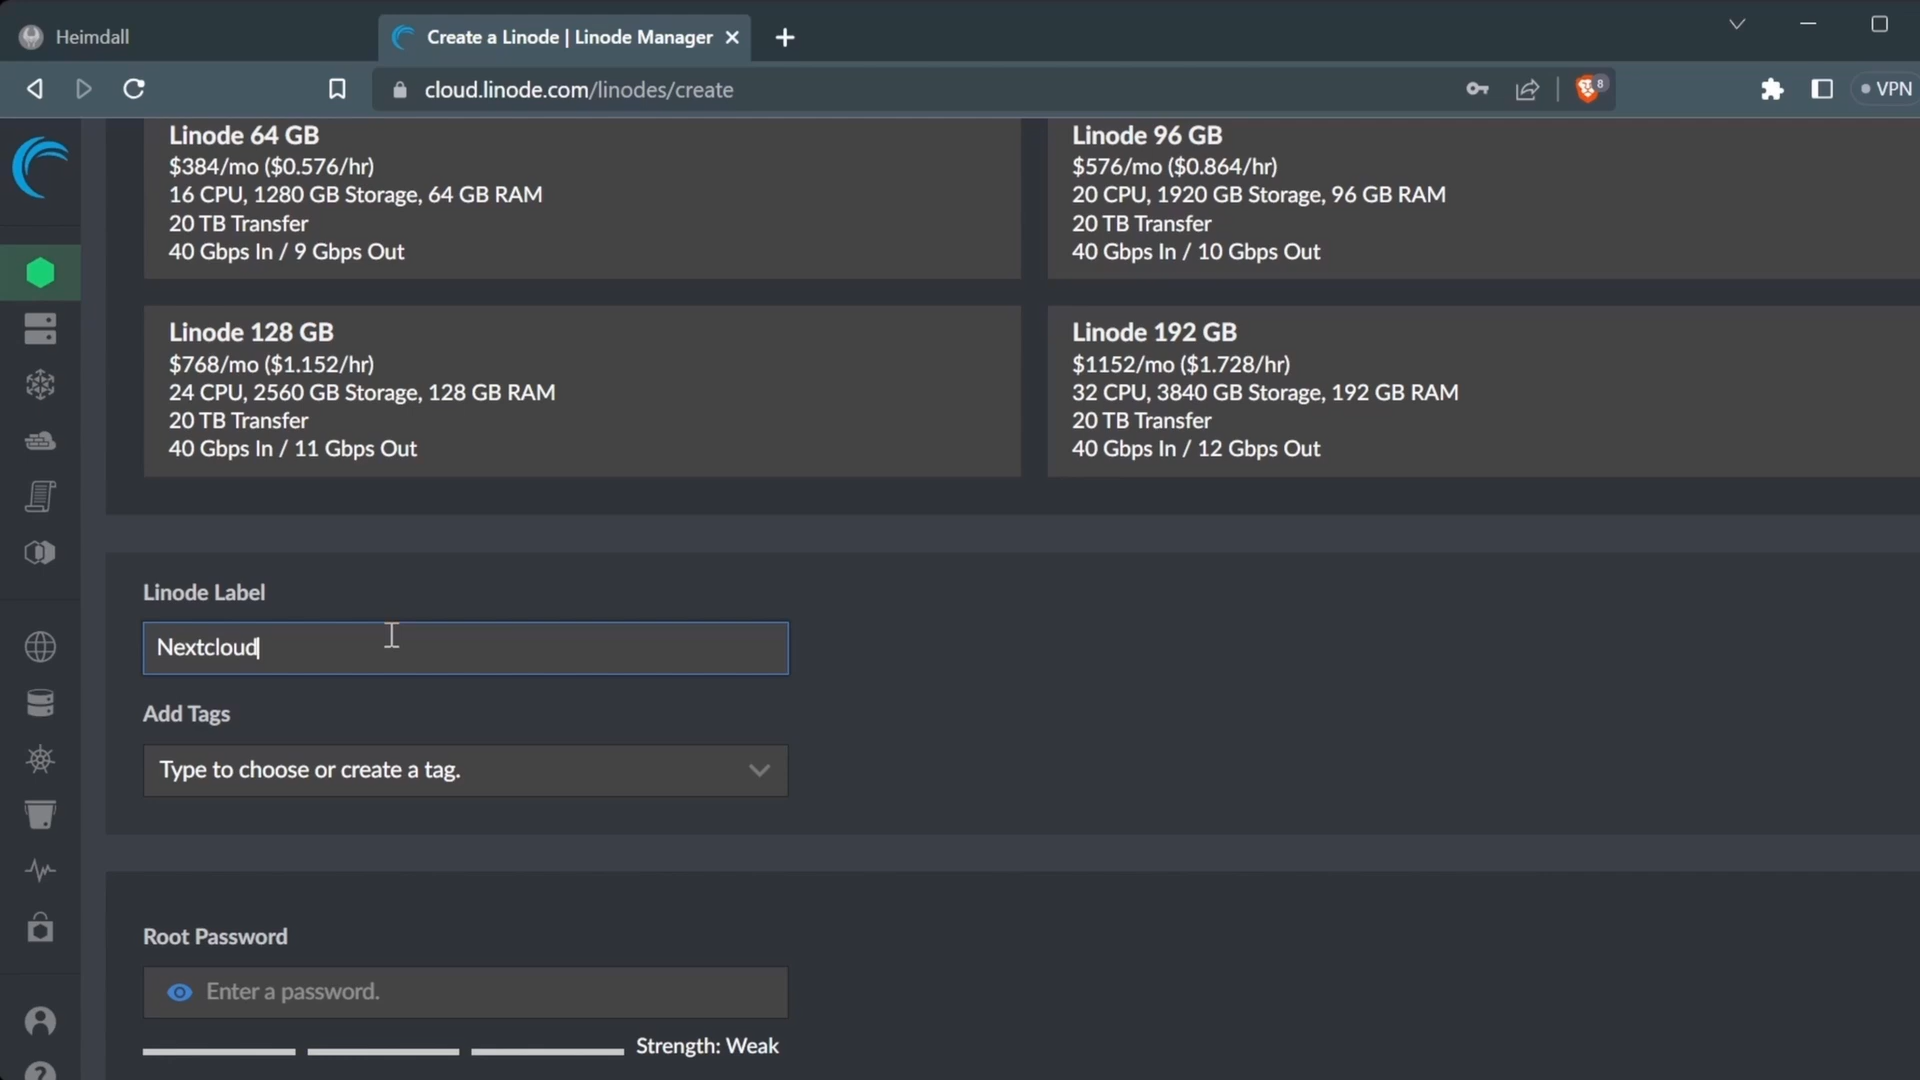 Heimdall
Create a Linode | Linode Manager
cloud.linode.com/linodes/create
8
VPN
Linode 64 GB
$384/mo ($0.576/hr)
16 CPU, 1280 GB Storage, 64 GB RAM
20 TB Transfer
40 Gbps In / 9 Gbps Out
Linode 96 GB
$576/mo ($0.864/hr)
20 CPU, 1920 GB Storage, 96 GB RAM
20 TB Transfer
40 Gbps In / 10 Gbps Out
Linode 128 GB
$768/mo ($1.152/hr)
24 CPU, 2560 GB Storage, 128 GB RAM
20 TB Transfer
40 Gbps In / 11 Gbps Out
Linode 192 GB
$1152/mo ($1.728/hr)
32 CPU, 3840 GB Storage, 192 GB RAM
20 TB Transfer
40 Gbps In / 12 Gbps Out
Linode Label
Nextcloud
Add Tags
Type to choose or create a tag.
Root Password
Enter a password.
Strength: Weak